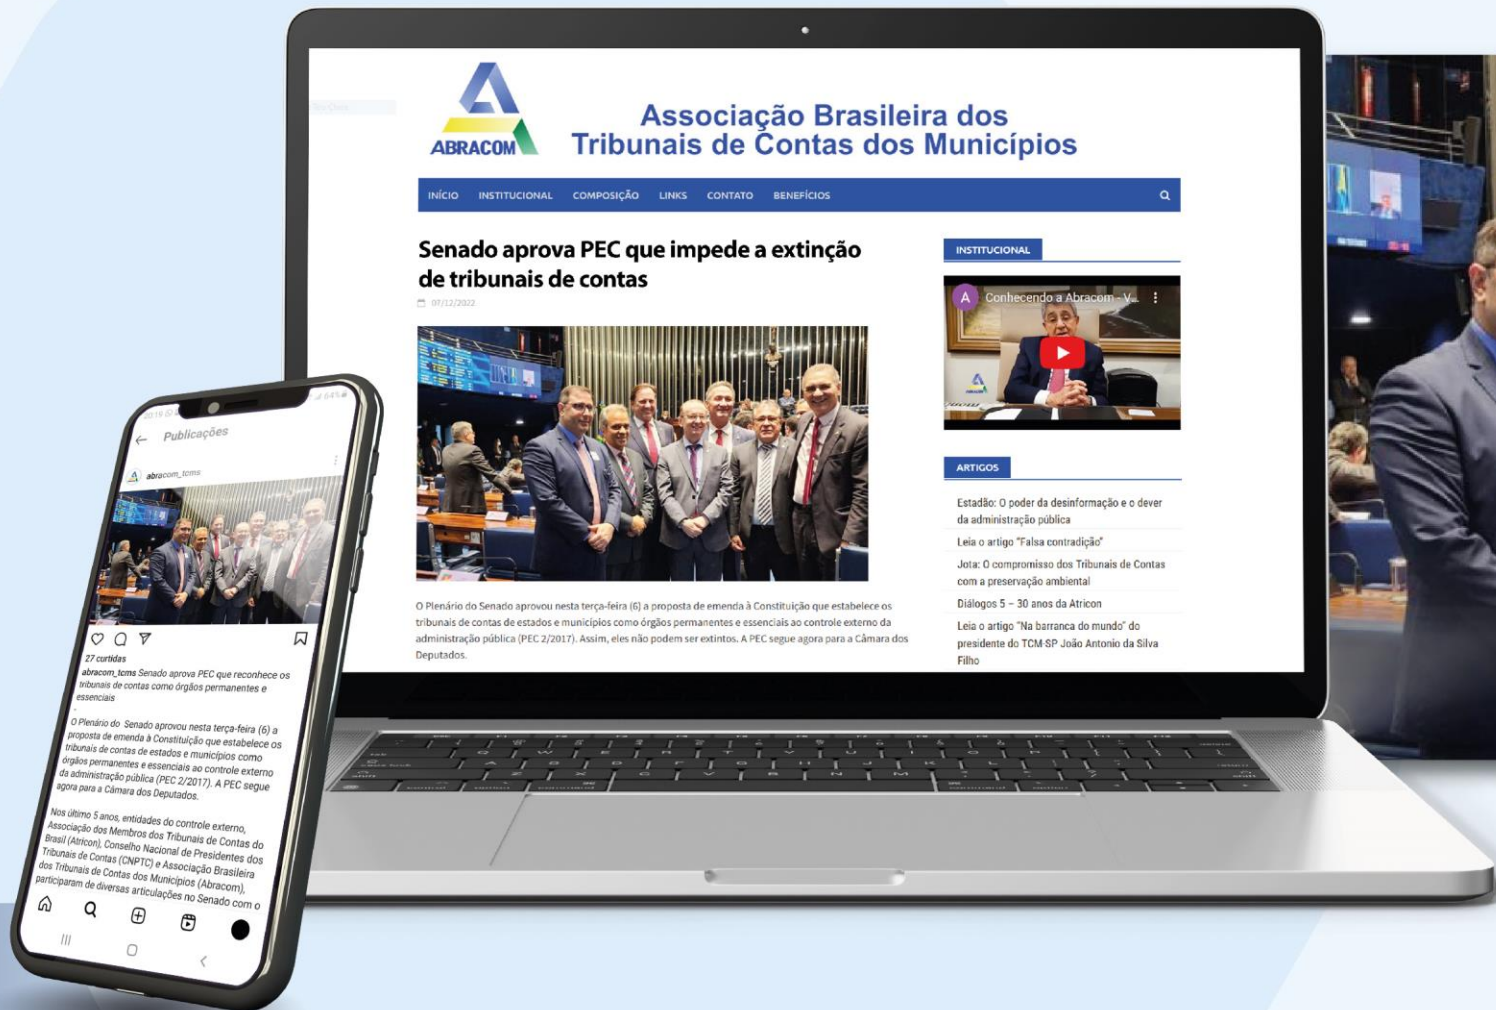 ABRACOM
Associação Brasileira dos
Tribunais de Contas dos Municípios
INÍCIO INSTITUCIONAL COMPOSIÇÃO LINKS CONTATO BENEFÍCIOS
Senado aprova PEC que impede a extinção
de tribunais de contas
07/12/2022
O Plenário do Senado aprovou nesta terça-feira (6) a proposta de emenda à Constituição que estabelece os
tribunais de contas de estados e municípios como órgãos permanentes e essenciais ao controle externo da
administração pública (PEC 2/2017). Assim, eles não podem ser extintos. A PEC segue agora para a Câmara dos
Deputados.
INSTITUCIONAL
A Conhecendo a Abracom - V...
ABRACOM
ARTIGOS
Estadão: O poder da desinformação e o dever
da administração pública
Leia o artigo "Falsa contradição"
Jota: O compromisso dos Tribunais de Contas
com a preservação ambiental
Diálogos 5 – 30 anos da Atricon
Leia o artigo "Na barranca do mundo" do
presidente do TCM-SP João Antonio da Silva
Filho
20:19 64%
Publicações
abracom_tcms
27 curtidas
abracom_tcms Senado aprova PEC que reconhece os
tribunais de contas como órgãos permanentes e
essenciais
.
O Plenário do Senado aprovou nesta terça-feira (6) a
proposta de emenda à Constituição que estabelece os
tribunais de contas de estados e municípios como
órgãos permanentes e essenciais ao controle externo
da administração pública (PEC 2/2017). A PEC segue
agora para a Câmara dos Deputados.
Nos último 5 anos, entidades do controle externo,
Associação dos Membros dos Tribunais de Contas do
Brasil (Atricon), Conselho Nacional de Presidentes dos
Tribunais de Contas (CNPTC) e Associação Brasileira
dos Tribunais de Contas dos Municípios (Abracom),
participaram de diversas articulações no Senado com o